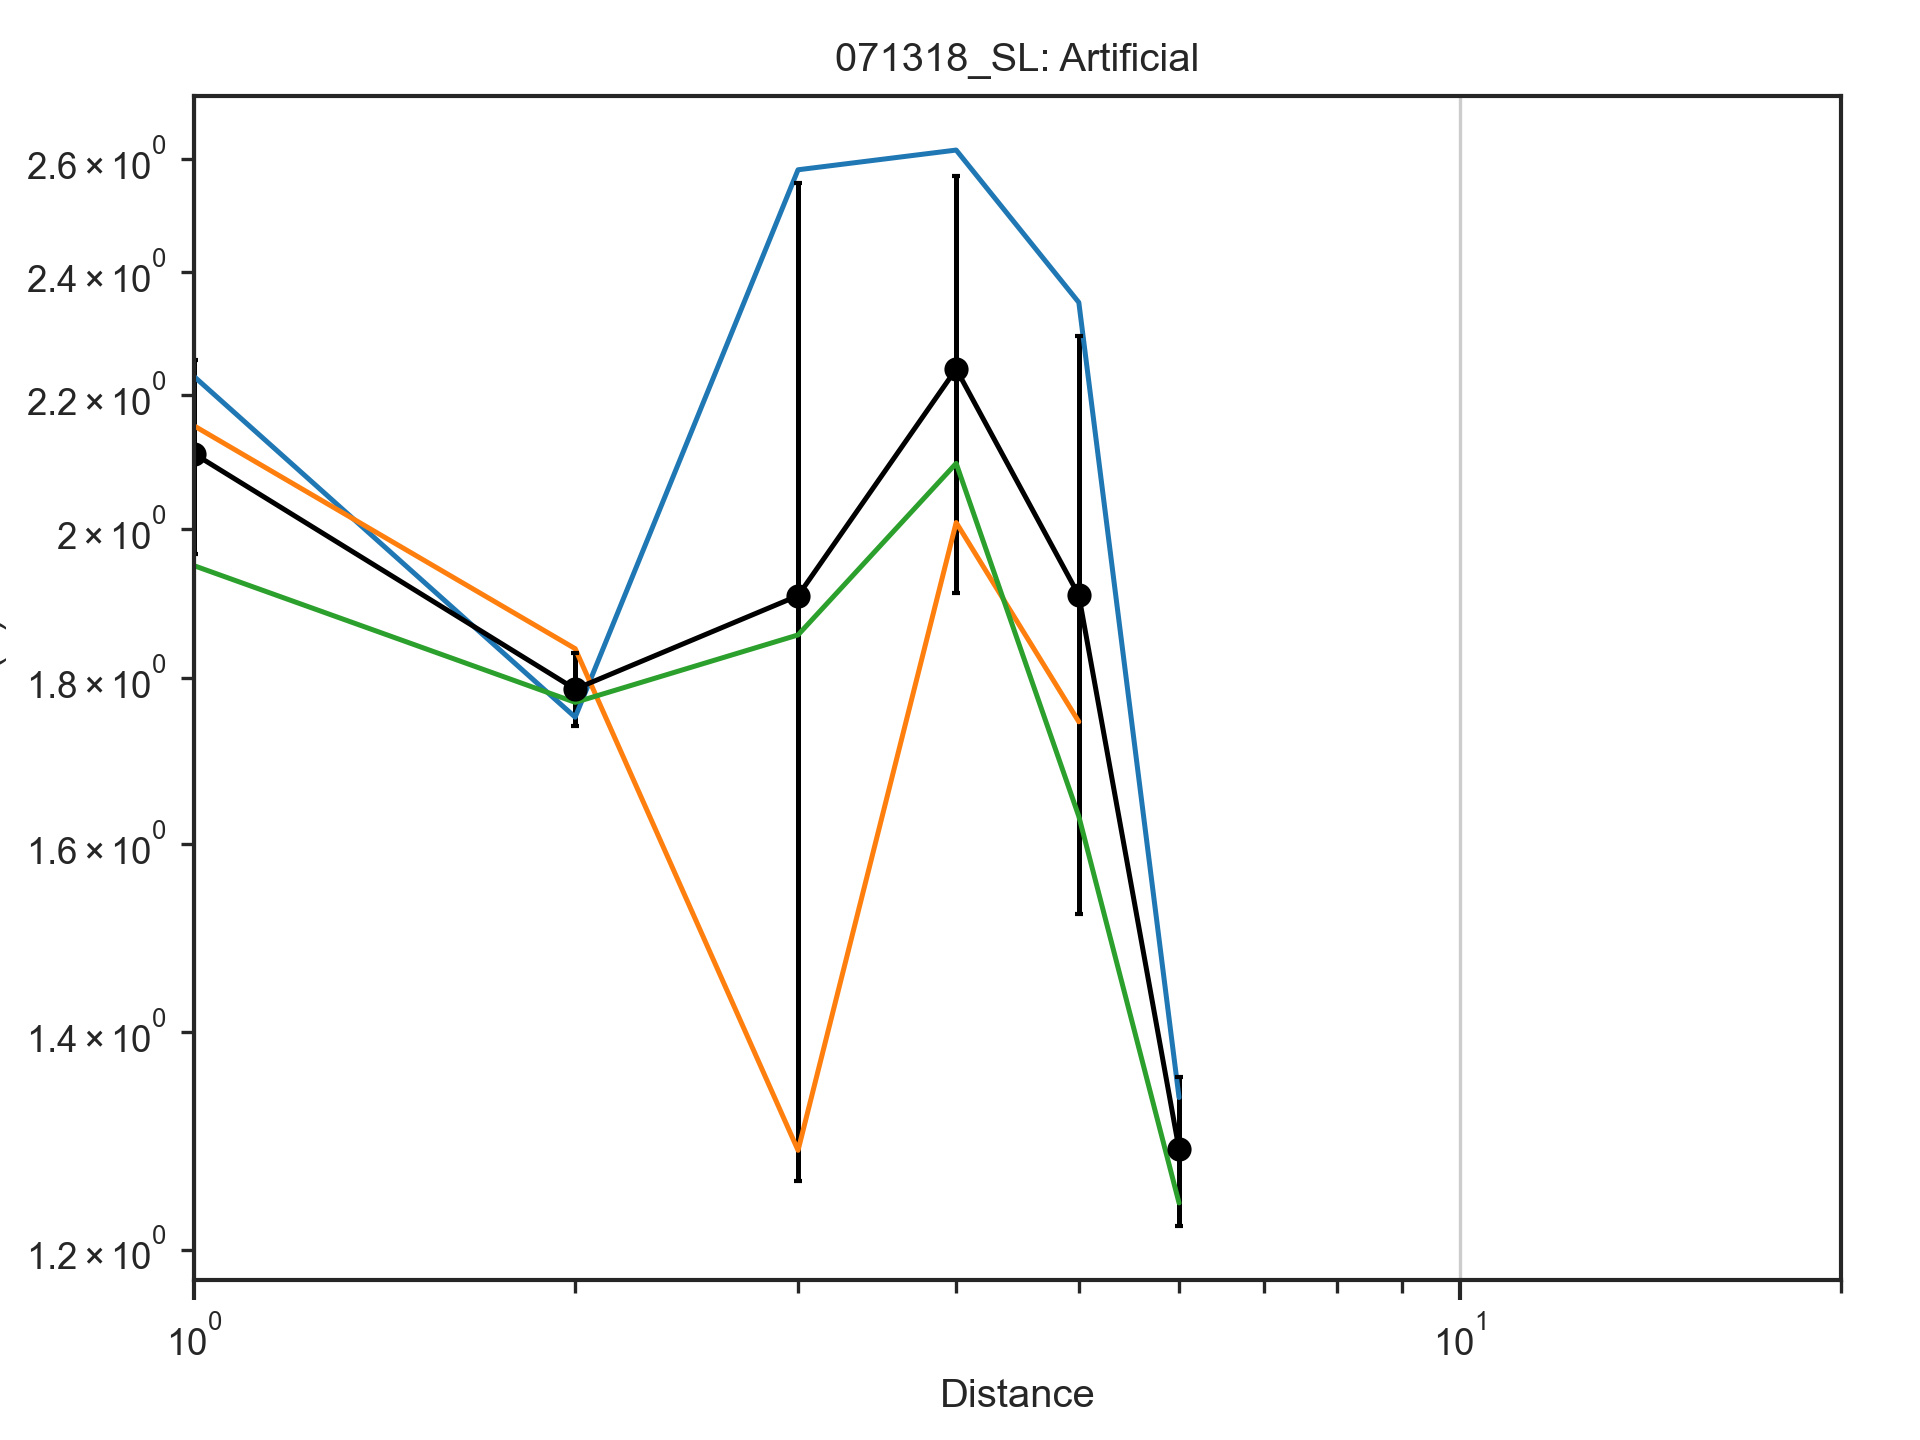 071318_SL: Artificial
2.6 × 10⁰
2.4 × 10⁰
2.2 × 10⁰
2 × 10⁰
1.8 × 10⁰
1.6 × 10⁰
1.4 × 10⁰
1.2 × 10⁰
10⁰ 10¹
Distance